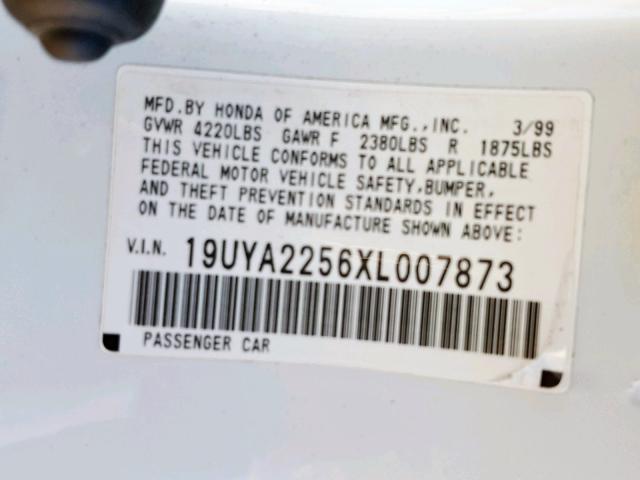 MFD.BY HONDA OF AMERICA MFG.,INC. 3/99
GVWR 4220LBS GAWR F 2380LBS R 1875LBS
THIS VEHICLE CONFORMS TO ALL APPLICABLE
FEDERAL MOTOR VEHICLE SAFETY,BUMPER,
AND THEFT PREVENTION STANDARDS IN EFFECT
ON THE DATE OF MANUFACTURE SHOWN ABOVE:
V.I.N. 19UYA2256XL007873
PASSENGER CAR